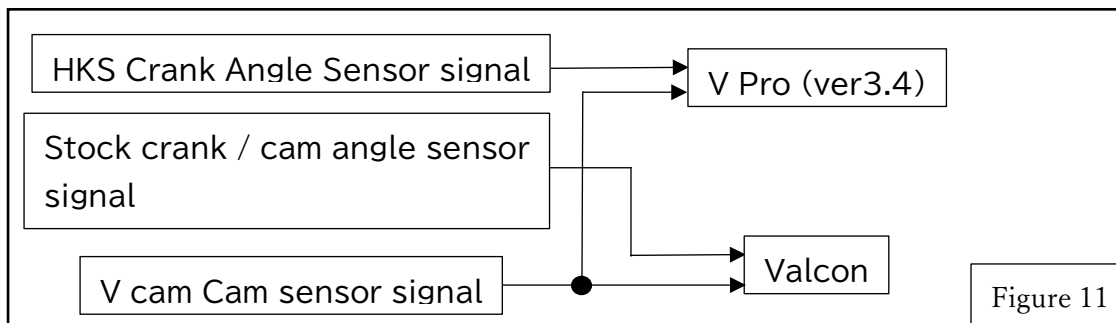 HKS Crank Angle Sensor signal
V Pro (ver3.4)
Stock crank / cam angle sensor
signal
Valcon
V cam Cam sensor signal
Figure 11